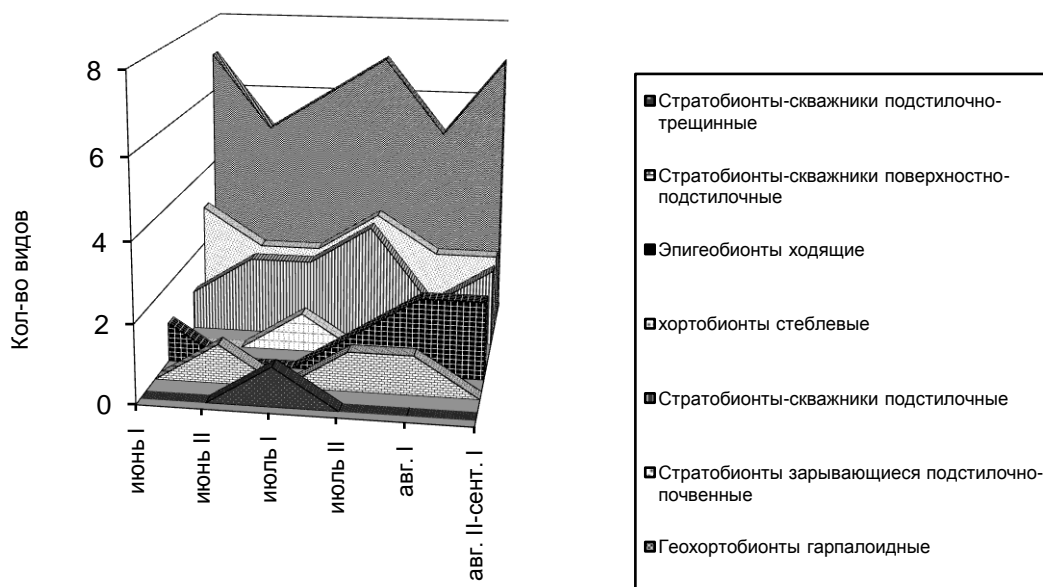 8
6
4
2
0
Кол-во видов
июнь I
июнь II
июль I
июль II
авг. I
авг. II-сент. I
Стратобионты-скважники подстилочно-
трещинные
Стратобионты-скважники поверхностно-
подстилочные
Эпигеобионты ходящие
хортобионты стеблевые
Стратобионты-скважники подстилочные
Стратобионты зарывающиеся подстилочно-
почвенные
Геохортобионты гарпалоидные